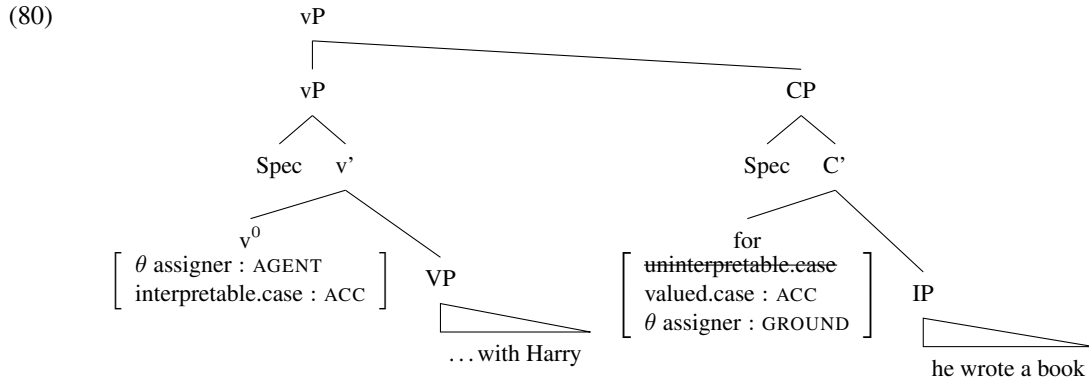 (80) vP
vP CP
Spec v’ Spec C’
v⁰ for
θ assigner : AGENT uninterpretable.case
interpretable.case : ACC VP valued.case : ACC IP
θ assigner : GROUND
…with Harry he wrote a book